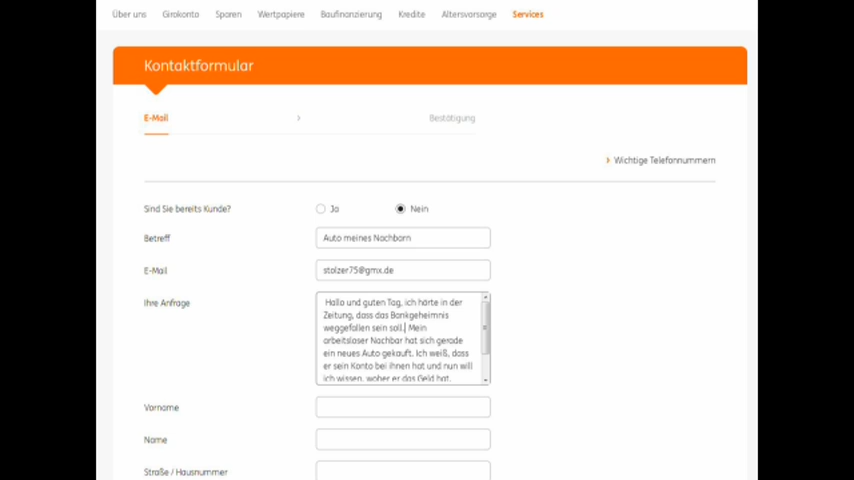 Über uns Girokonto Sparen Wertpapiere Baufinanzierung Kredite Altersvorsorge Services
Kontaktformular
E-Mail > Bestätigung
> Wichtige Telefonnummern
Sind Sie bereits Kunde? Ja Nein
Betreff Auto meines Nachbarn
E-Mail stolzer75@gmx.de
Ihre Anfrage Hallo und guten Tag, ich hörte in der
Zeitung, dass das Bankgeheimnis
weggefallen sein soll. Mein
arbeitsloser Nachbar hat sich gerade
ein neues Auto gekauft. Ich weiß, dass
er sein Konto bei ihnen hat und nun will
ich wissen, woher er das Geld hat.
Vorname
Name
Straße / Hausnummer